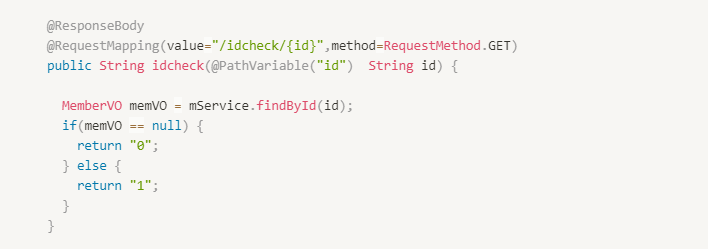 @ResponseBody
@RequestMapping(value="/idcheck/{id}",method=RequestMethod.GET)
public String idcheck(@PathVariable("id")  String id) {
MemberVO memVO = mService.findById(id);
if(memVO == null) {
return "0";
} else {
return "1";
}
}